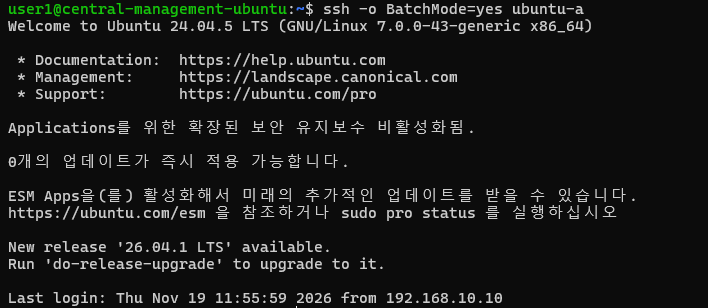 user1@central-management-ubuntu:~$ ssh -o BatchMode=yes ubuntu-a
Welcome to Ubuntu 24.04.5 LTS (GNU/Linux 7.0.0-43-generic x86_64)

 * Documentation:  https://help.ubuntu.com
 * Management:     https://landscape.canonical.com
 * Support:        https://ubuntu.com/pro

Applications를 위한 확장된 보안 유지보수 비활성화됨.

0개의 업데이트가 즉시 적용 가능합니다.

ESM Apps을(를) 활성화해서 미래의 추가적인 업데이트를 받을 수 있습니다.
https://ubuntu.com/esm 을 참조하거나 sudo pro status 를 실행하십시오

New release '26.04.1 LTS' available.
Run 'do-release-upgrade' to upgrade to it.

Last login: Thu Nov 19 11:55:59 2026 from 192.168.10.10